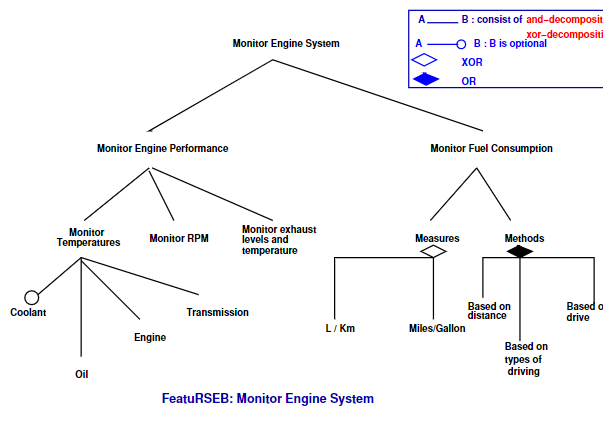 A B : consist of and-decomposit
xor-decompositi
A B : B is optional
XOR
OR
Monitor Engine System
Monitor Engine Performance
Monitor Fuel Consumption
Monitor
Temperatures
Monitor RPM
Monitor exhaust
levels and
temperature
Measures
Methods
Coolant
Oil
Engine
Transmission
L / Km
Miles/Gallon
Based on
distance
Based on
types of
driving
Based o
drive
FeatuRSEB: Monitor Engine System